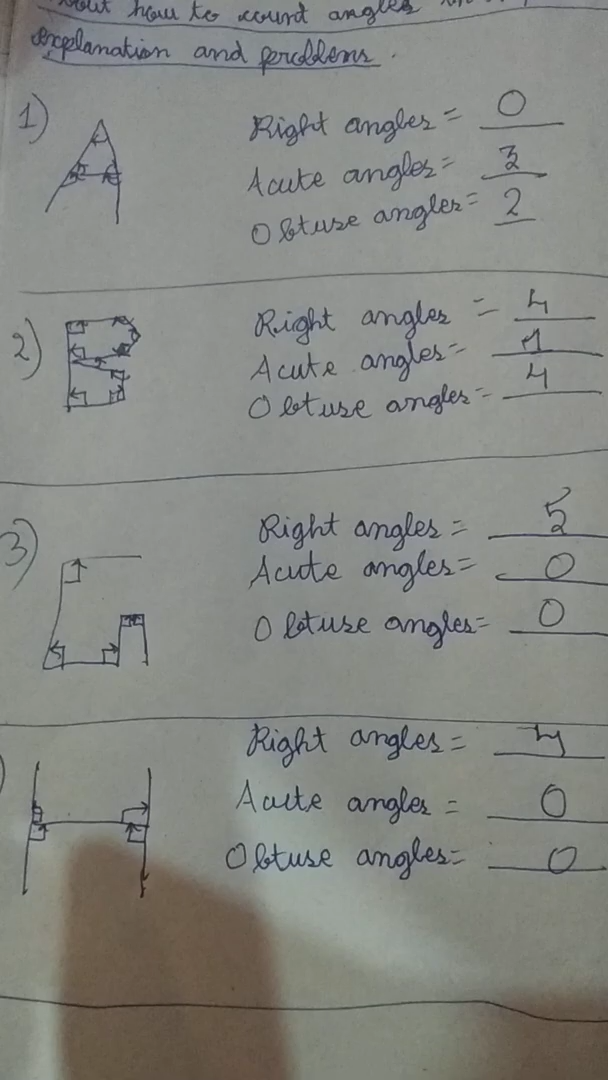 how to count angles
explanation and problems.
1)
Right angles = 0
Acute angles = 3
Obtuse angles = 2
2)
Right angles = 4
Acute angles = 1
Obtuse angles = 4
3)
Right angles = 5
Acute angles = 0
Obtuse angles = 0
)
Right angles = 4
Acute angles = 0
Obtuse angles = 0